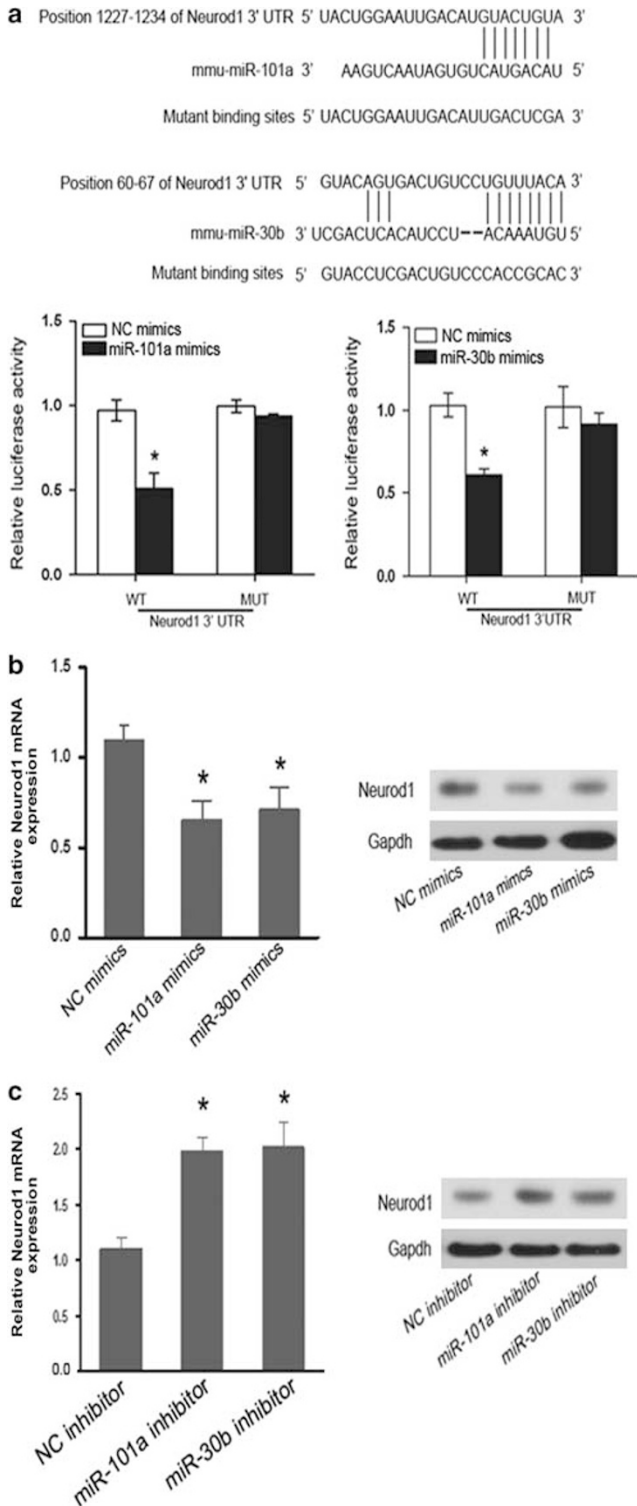 a
Position 1227-1234 of Neurod1 3' UTR 5' UACUGGAAUUGACAUGUACUGUA 3'
mmu-miR-101a 3' AAGUCAAUAGUGUCAUGACAU 5'
Mutant binding sites 5' UACUGGAAUUGACAUUGACUCGA 3'
Position 60-67 of Neurod1 3' UTR 5' GUACAGUGACUGUCCUGUUUACA 3'
mmu-miR-30b 3' UCGACUCACAUCCU--ACAAAUGU 5'
Mutant binding sites 5' GUACCUCGACUGUCCCACCGCAC 3'
Relative luciferase activity
1.5
1.0
0.5
0.0
NC mimics
miR-101a mimics
*
WT
MUT
Neurod1 3' UTR
Relative luciferase activity
1.5
1.0
0.5
0.0
NC mimics
miR-30b mimics
*
WT
MUT
Neurod1 3'UTR
b
Relative Neurod1 mRNA
expression
1.5
1.0
0.5
0.0
*
*
NC mimics
miR-101a mimics
miR-30b mimics
Neurod1
Gapdh
NC mimics
miR-101a mimcs
miR-30b mimics
c
Relative Neurod1 mRNA
expression
2.5
2.0
1.5
1.0
0.5
0.0
*
*
NC inhibitor
miR-101a inhibitor
miR-30b inhibitor
Neurod1
Gapdh
NC inhibitor
miR-101a inhibitor
miR-30b inhibitor